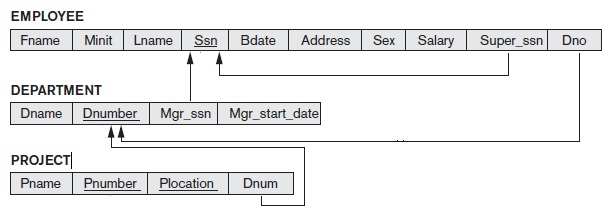 EMPLOYEE
Fname Minit Lname Ssn Bdate Address Sex Salary Super_ssn Dno
DEPARTMENT
Dname Dnumber Mgr_ssn Mgr_start_date
PROJECT
Pname Pnumber Plocation Dnum